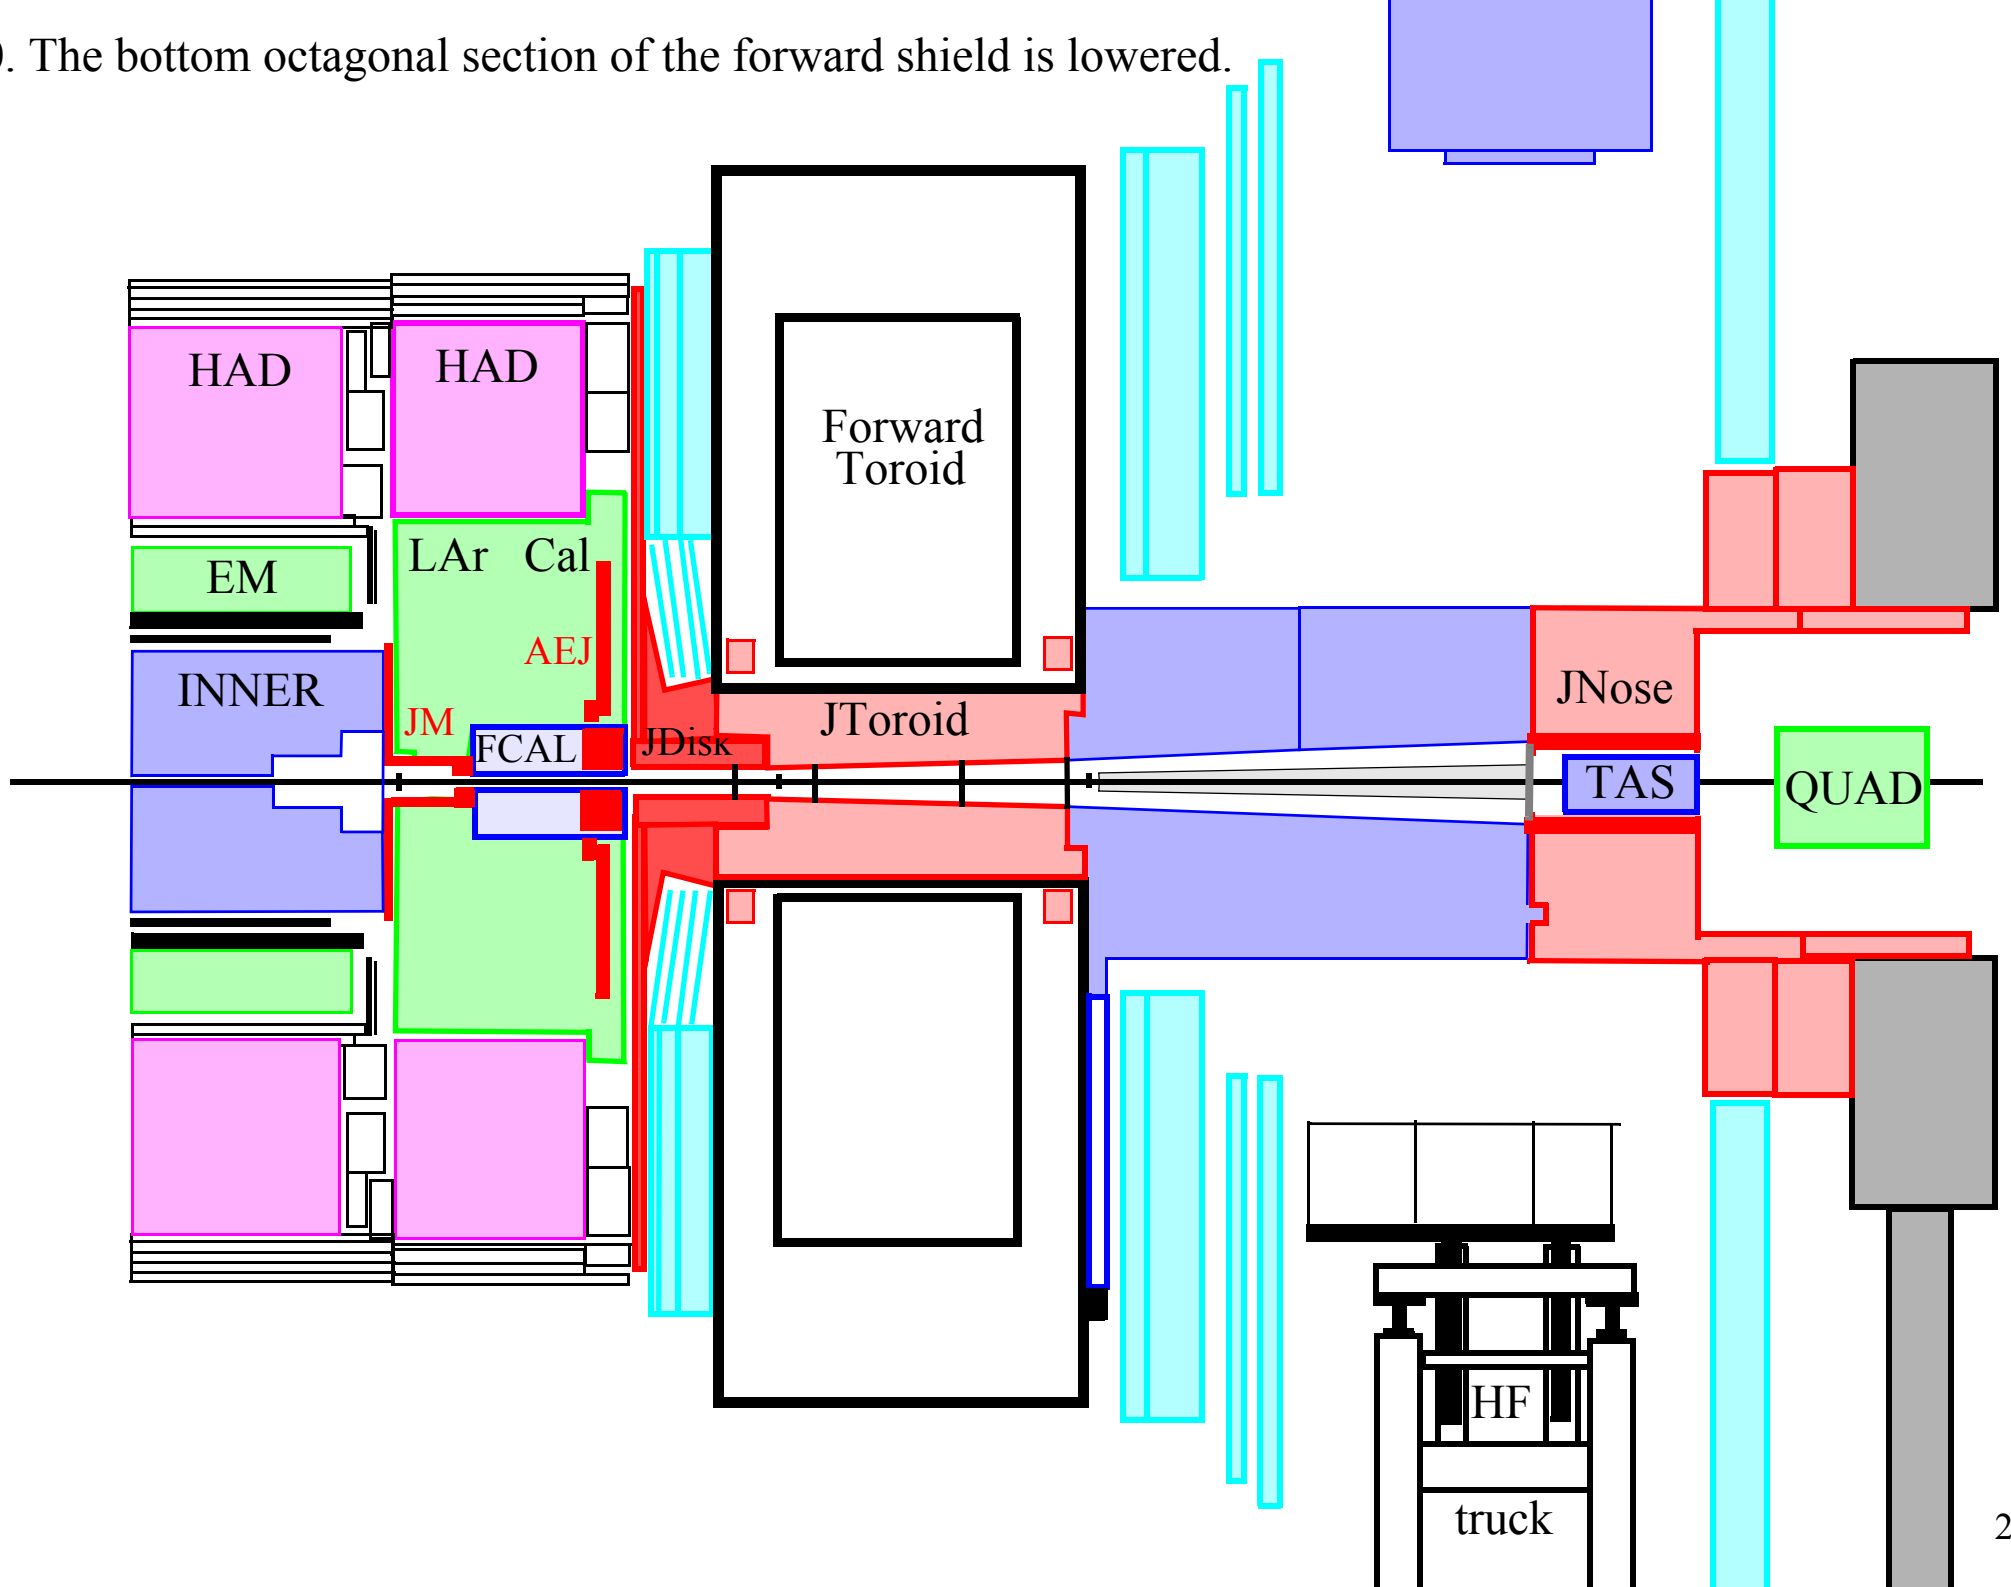 ). The bottom octagonal section of the forward shield is lowered.
HAD
HAD
Forward
Toroid
LAr Cal
EM
AEJ
INNER
JM
JNose
JToroid
FCAL
JDisk
TAS
QUAD
HF
truck
2